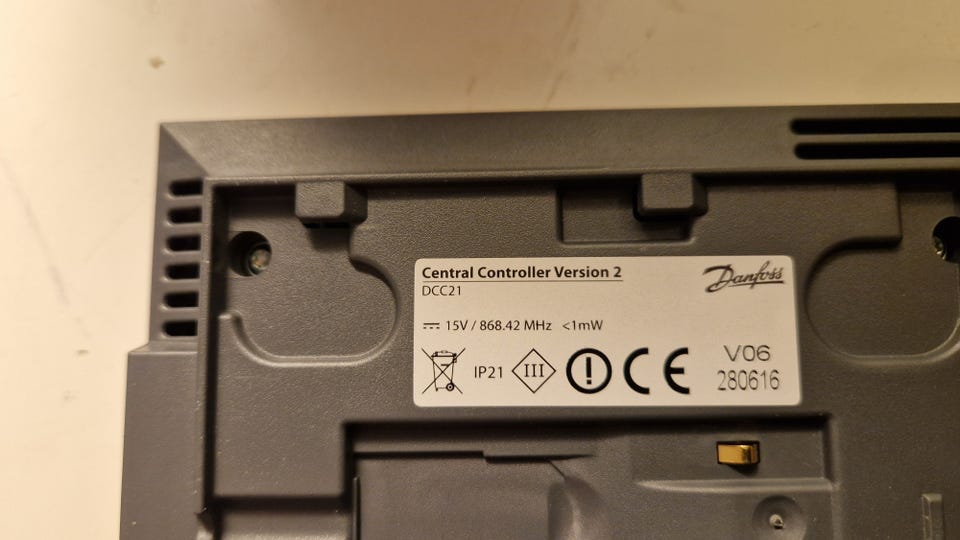 Central Controller Version 2
Danfoss
DCC21
15V / 868.42 MHz <1mW
IP21 III ! CE
V06
280616